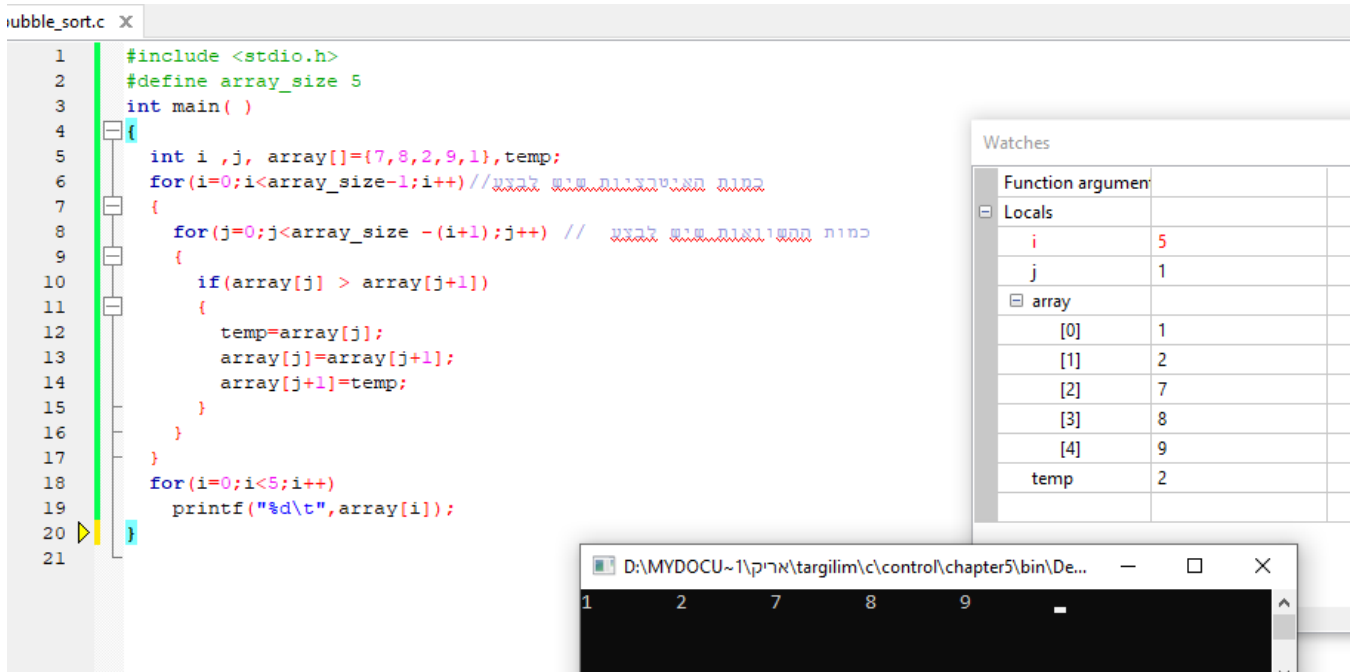 bubble_sort.c X
1 #include <stdio.h>
2 #define array_size 5
3 int main( )
4 {
5 int i ,j, array[]={7,8,2,9,1},temp;
6 for(i=0;i<array_size-1;i++)//כמות האיטרציות שיש לבצע
7 {
8 for(j=0;j<array_size -(i+1);j++) // כמות ההשוואות שיש לבצע
9 {
10 if(array[j] > array[j+1])
11 {
12 temp=array[j];
13 array[j]=array[j+1];
14 array[j+1]=temp;
15 }
16 }
17 }
18 for(i=0;i<5;i++)
19 printf("%d\t",array[i]);
20 }
21
Watches
Function argumen
Locals
i 5
j 1
array
[0] 1
[1] 2
[2] 7
[3] 8
[4] 9
temp 2
D:\MYDOCU~1\אריק\targilim\c\control\chapter5\bin\De...
1 2 7 8 9